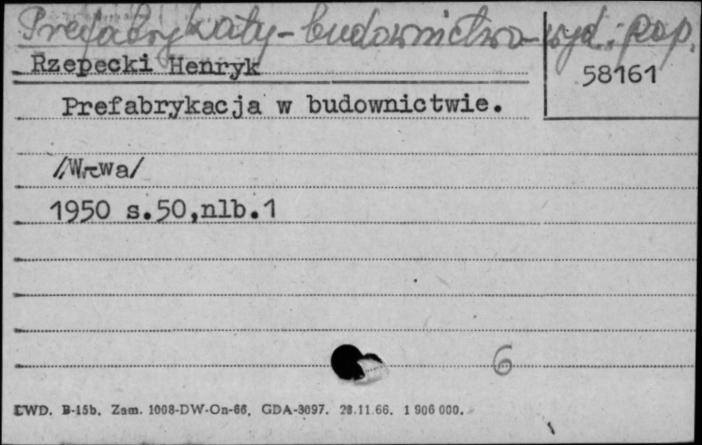 Prefabrykaty - budownictwo - wyd. pop.
Rzepecki Henryk
58161
Prefabrykacja w budownictwie.
/W-wa/
1950 s.50,nlb.1
6
CWD. B-15b. Zam. 1008-DW-On-66. GDA-3097. 28.11.66. 1 906 000.